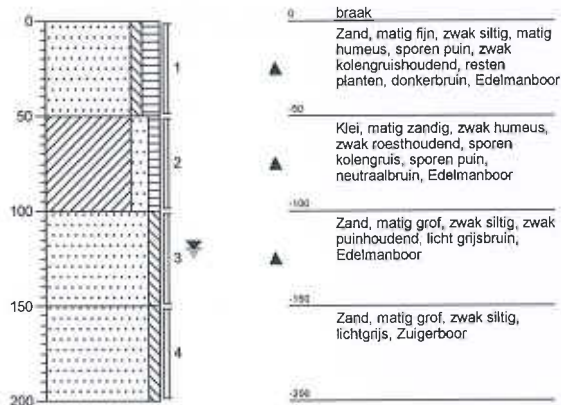 0
braak
Zand, matig fijn, zwak siltig, matig
humeus, sporen puin, zwak
kolengruishoudend, resten
planten, donkerbruin, Edelmanboor
1
50
-50
Klei, matig zandig, zwak humeus,
zwak roesthoudend, sporen
kolengruis, sporen puin,
neutraalbruin, Edelmanboor
2
100
-100
Zand, matig grof, zwak siltig, zwak
puinhoudend, licht grijsbruin,
Edelmanboor
3
150
-150
Zand, matig grof, zwak siltig,
lichtgrijs, Zuigerboor
4
200
-200